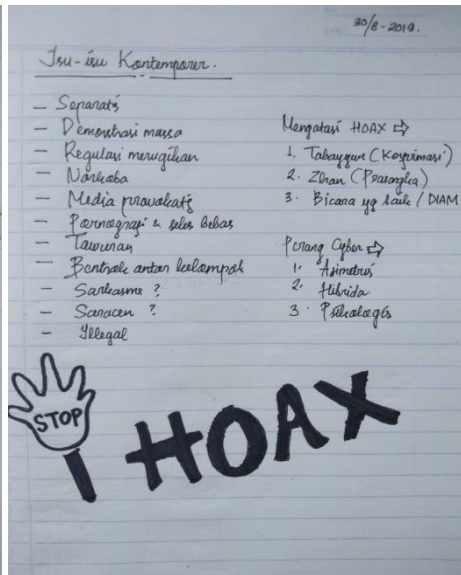 30/8-2019.
Isu-isu Kontemporer.
- Separatis
- Demonstrasi massa
- Regulasi merugikan
- Narkoba
- Media provokatif
- Pornografi & seks bebas
- Tawuran
- Bentrok antar kelompok
- Sarkasme ?
- Saracen ?
- Illegal
Mengatasi HOAX ⇨
1. Tabayyun (Konfirmasi)
2. Zhan (Prasangka)
3. Bicara yg baik / DIAM
Perang Cyber ⇨
1. Asimetris
2. Hibrida
3. Psikologis
STOP
HOAX